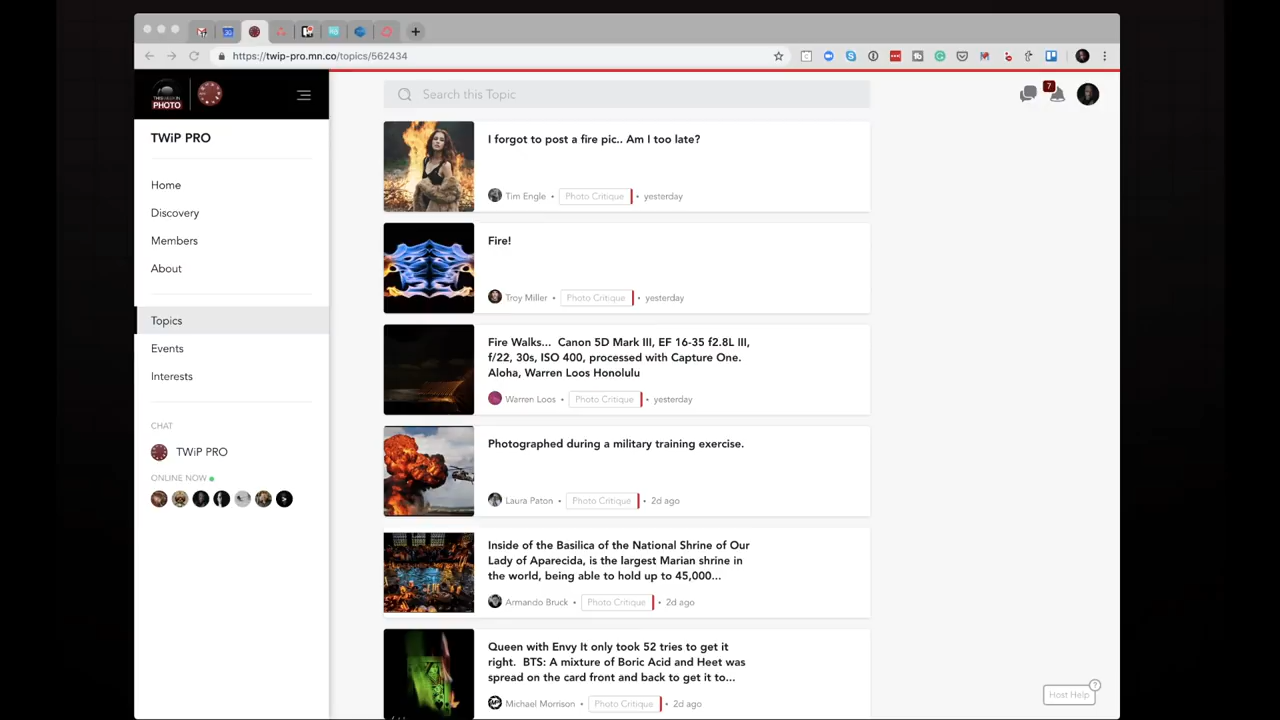 https://twip-pro.mn.co/topics/562434
THIS WEEK IN
PHOTO
Search this Topic
7
TWiP PRO
Home
Discovery
Members
About
Topics
Events
Interests
CHAT
TWiP PRO
ONLINE NOW
I forgot to post a fire pic.. Am I too late?
Tim Engle • Photo Critique • yesterday
Fire!
Troy Miller • Photo Critique • yesterday
Fire Walks... Canon 5D Mark III, EF 16-35 f2.8L III,
f/22, 30s, ISO 400, processed with Capture One.
Aloha, Warren Loos Honolulu
Warren Loos • Photo Critique • yesterday
Photographed during a military training exercise.
Laura Paton • Photo Critique • 2d ago
Inside of the Basilica of the National Shrine of Our
Lady of Aparecida, is the largest Marian shrine in
the world, being able to hold up to 45,000...
Armando Bruck • Photo Critique • 2d ago
Queen with Envy It only took 52 tries to get it
right. BTS: A mixture of Boric Acid and Heet was
spread on the card front and back to get it to...
Michael Morrison • Photo Critique • 2d ago
Host Help
?